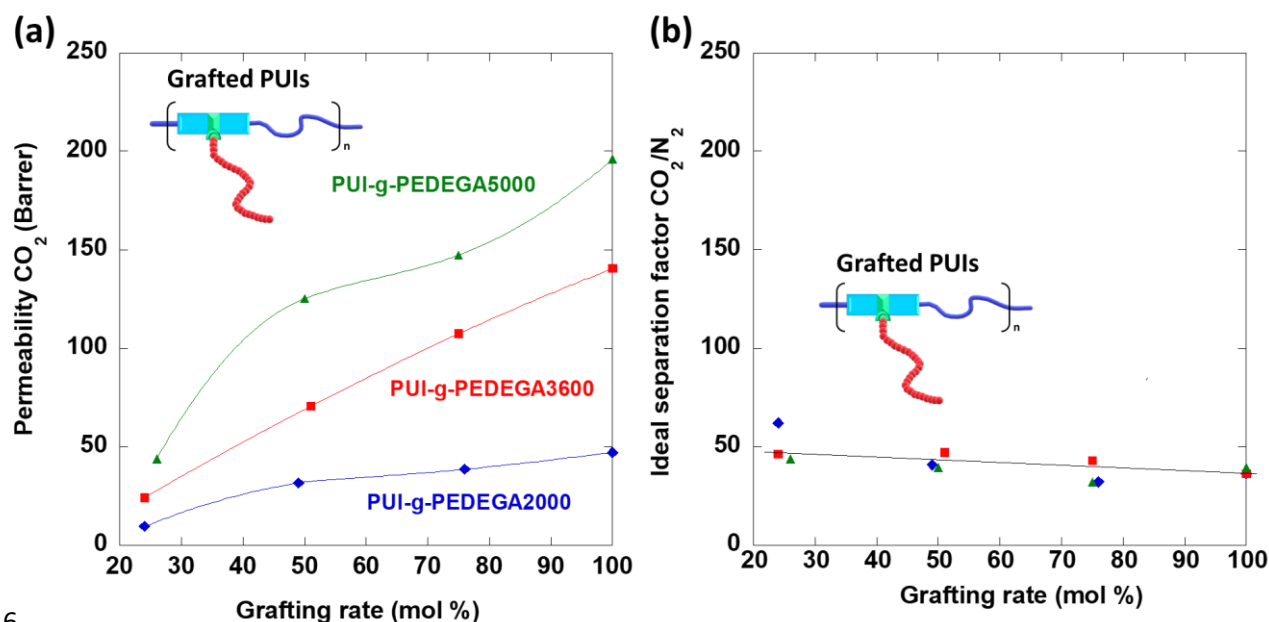 (a)
Permeability CO2 (Barrer)
250
200
150
100
50
0
Grafted PUIs
n
PUI-g-PEDEGA5000
PUI-g-PEDEGA3600
PUI-g-PEDEGA2000
20 30 40 50 60 70 80 90 100
Grafting rate (mol %)
(b)
Ideal separation factor CO2/N2
250
200
150
100
50
0
Grafted PUIs
n
20 30 40 50 60 70 80 90 100
Grafting rate (mol %)
6